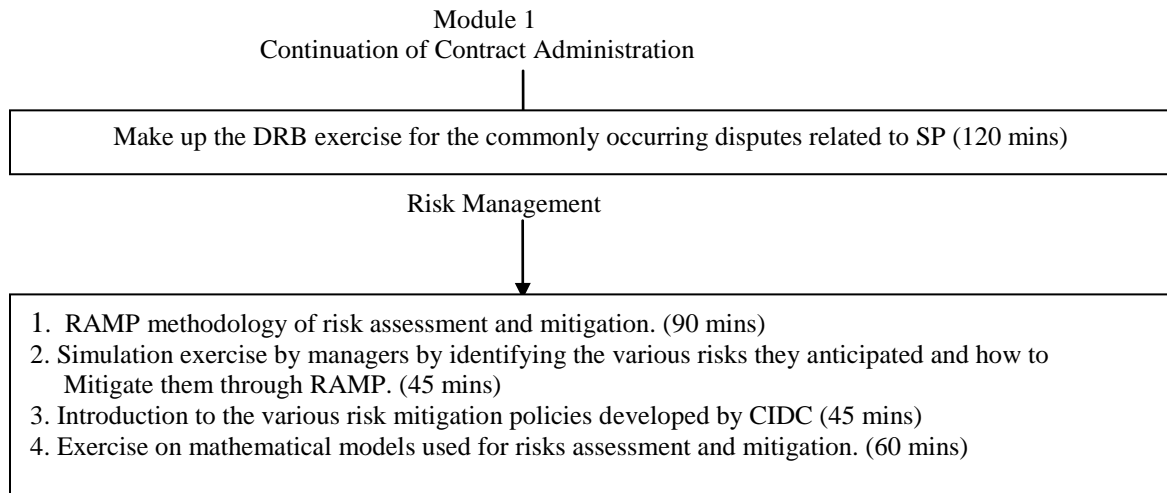 Module 1
Continuation of Contract Administration
Make up the DRB exercise for the commonly occurring disputes related to SP (120 mins)
Risk Management
1. RAMP methodology of risk assessment and mitigation. (90 mins)
2. Simulation exercise by managers by identifying the various risks they anticipated and how to
Mitigate them through RAMP. (45 mins)
3. Introduction to the various risk mitigation policies developed by CIDC (45 mins)
4. Exercise on mathematical models used for risks assessment and mitigation. (60 mins)